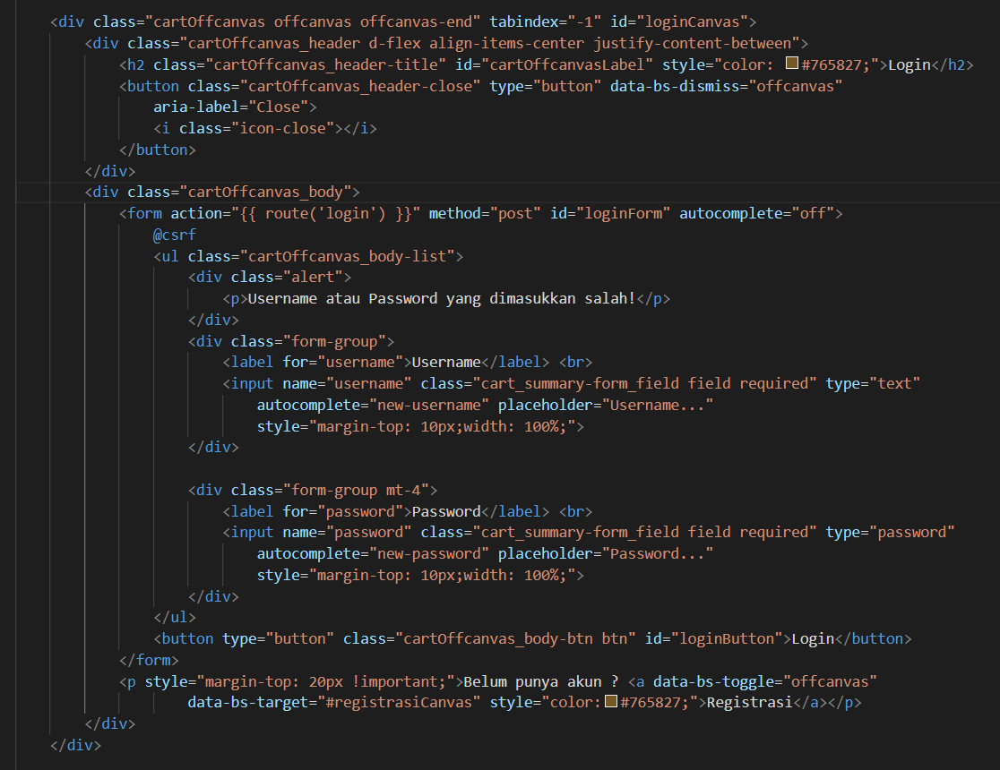 <div class="cartOffcanvas offcanvas offcanvas-end" tabindex="-1" id="loginCanvas">
<div class="cartOffcanvas_header d-flex align-items-center justify-content-between">
<h2 class="cartOffcanvas_header-title" id="cartOffcanvasLabel" style="color: #765827;">Login</h2>
<button class="cartOffcanvas_header-close" type="button" data-bs-dismiss="offcanvas"
aria-label="Close">
<i class="icon-close"></i>
</button>
</div>
<div class="cartOffcanvas_body">
<form action="{{ route('login') }}" method="post" id="loginForm" autocomplete="off">
@csrf
<ul class="cartOffcanvas_body-list">
<div class="alert">
<p>Username atau Password yang dimasukkan salah!</p>
</div>
<div class="form-group">
<label for="username">Username</label> <br>
<input name="username" class="cart_summary-form_field field required" type="text"
autocomplete="new-username" placeholder="Username..."
style="margin-top: 10px;width: 100%;">
</div>
<div class="form-group mt-4">
<label for="password">Password</label> <br>
<input name="password" class="cart_summary-form_field field required" type="password"
autocomplete="new-password" placeholder="Password..."
style="margin-top: 10px;width: 100%;">
</div>
</ul>
<button type="button" class="cartOffcanvas_body-btn btn" id="loginButton">Login</button>
</form>
<p style="margin-top: 20px !important;">Belum punya akun ? <a data-bs-toggle="offcanvas"
data-bs-target="#registrasiCanvas" style="color:#765827;">Registrasi</a></p>
</div>
</div>